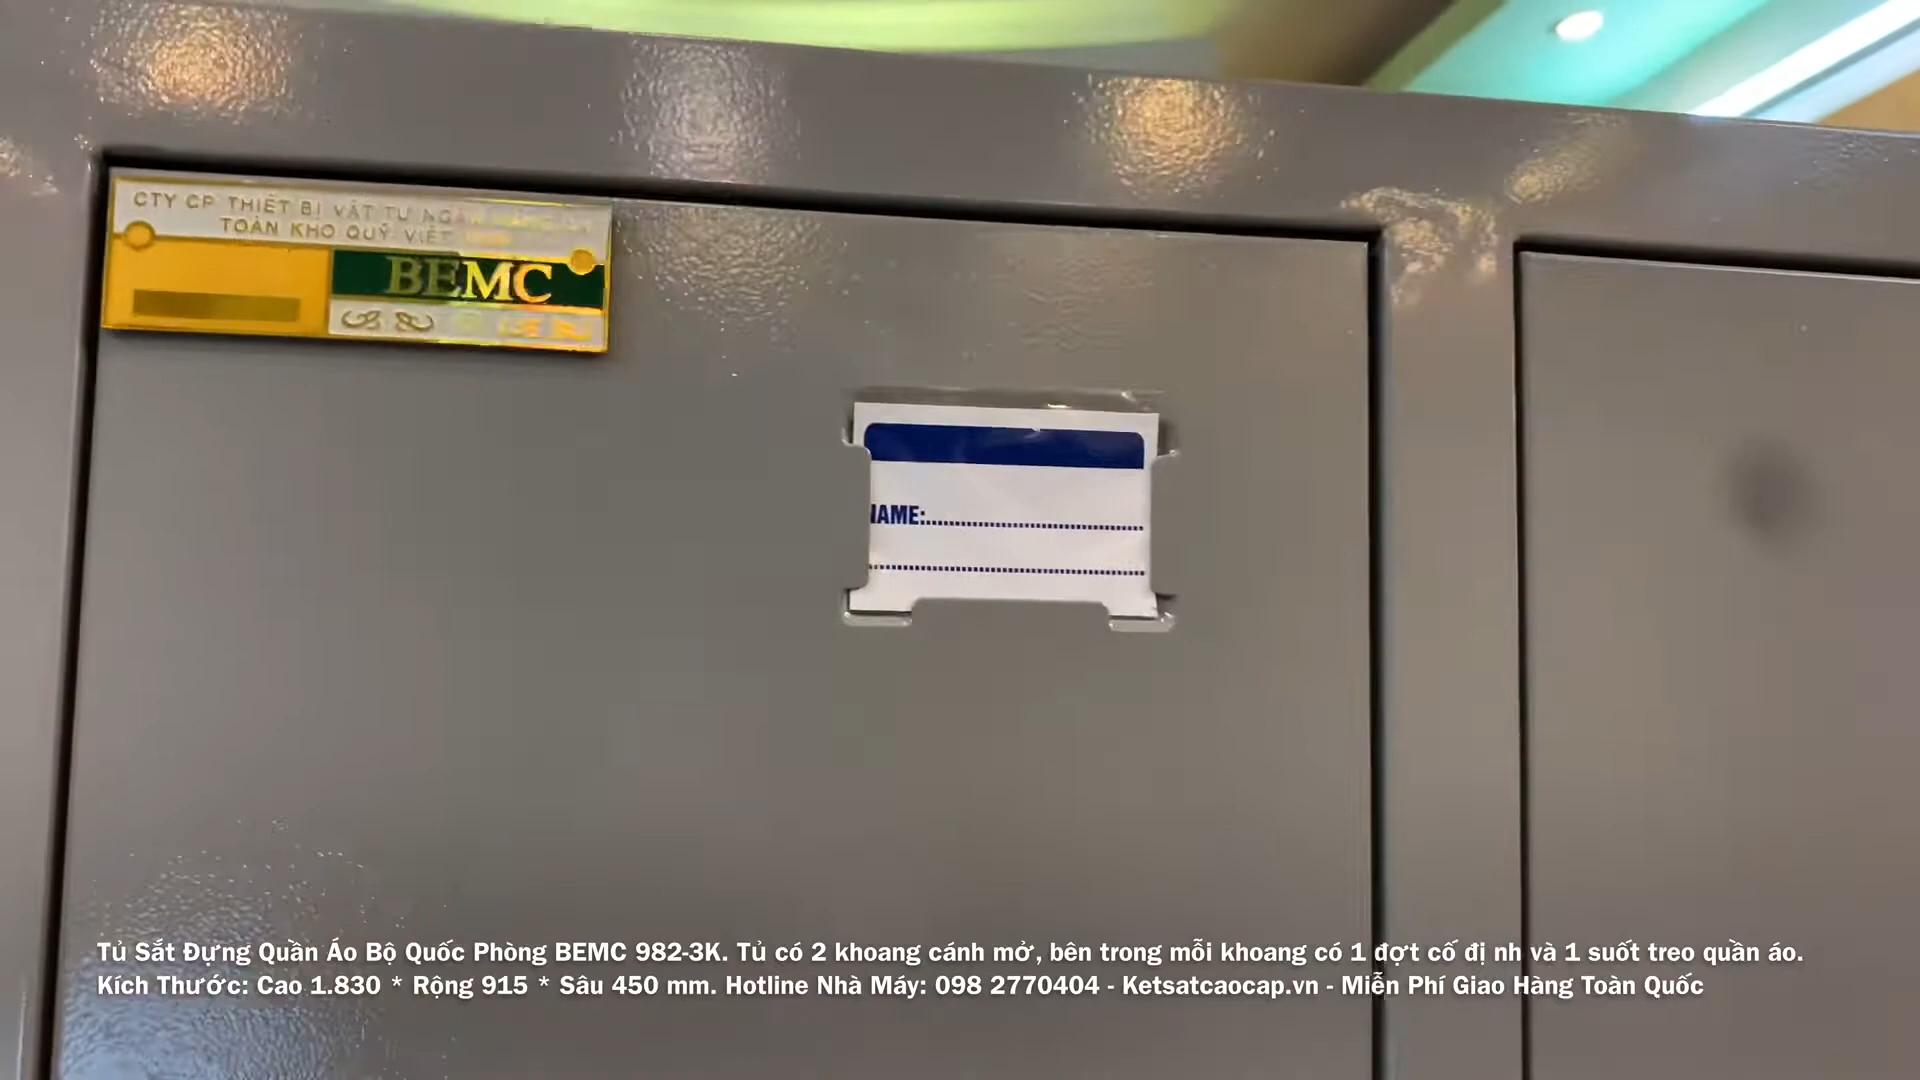 CTY CP THIẾT BỊ VẬT TƯ NGÂN
TOÀN KHO QUỸ VIỆT
BEMC
NAME:
Tủ Sắt Đựng Quần Áo Bộ Quốc Phòng BEMC 982-3K. Tủ có 2 khoang cánh mở, bên trong mỗi khoang có 1 đợt cố đị nh và 1 suốt treo quần áo.
Kích Thước: Cao 1.830 * Rộng 915 * Sâu 450 mm. Hotline Nhà Máy: 098 2770404 - Ketsatcaocap.vn - Miễn Phí Giao Hàng Toàn Quốc